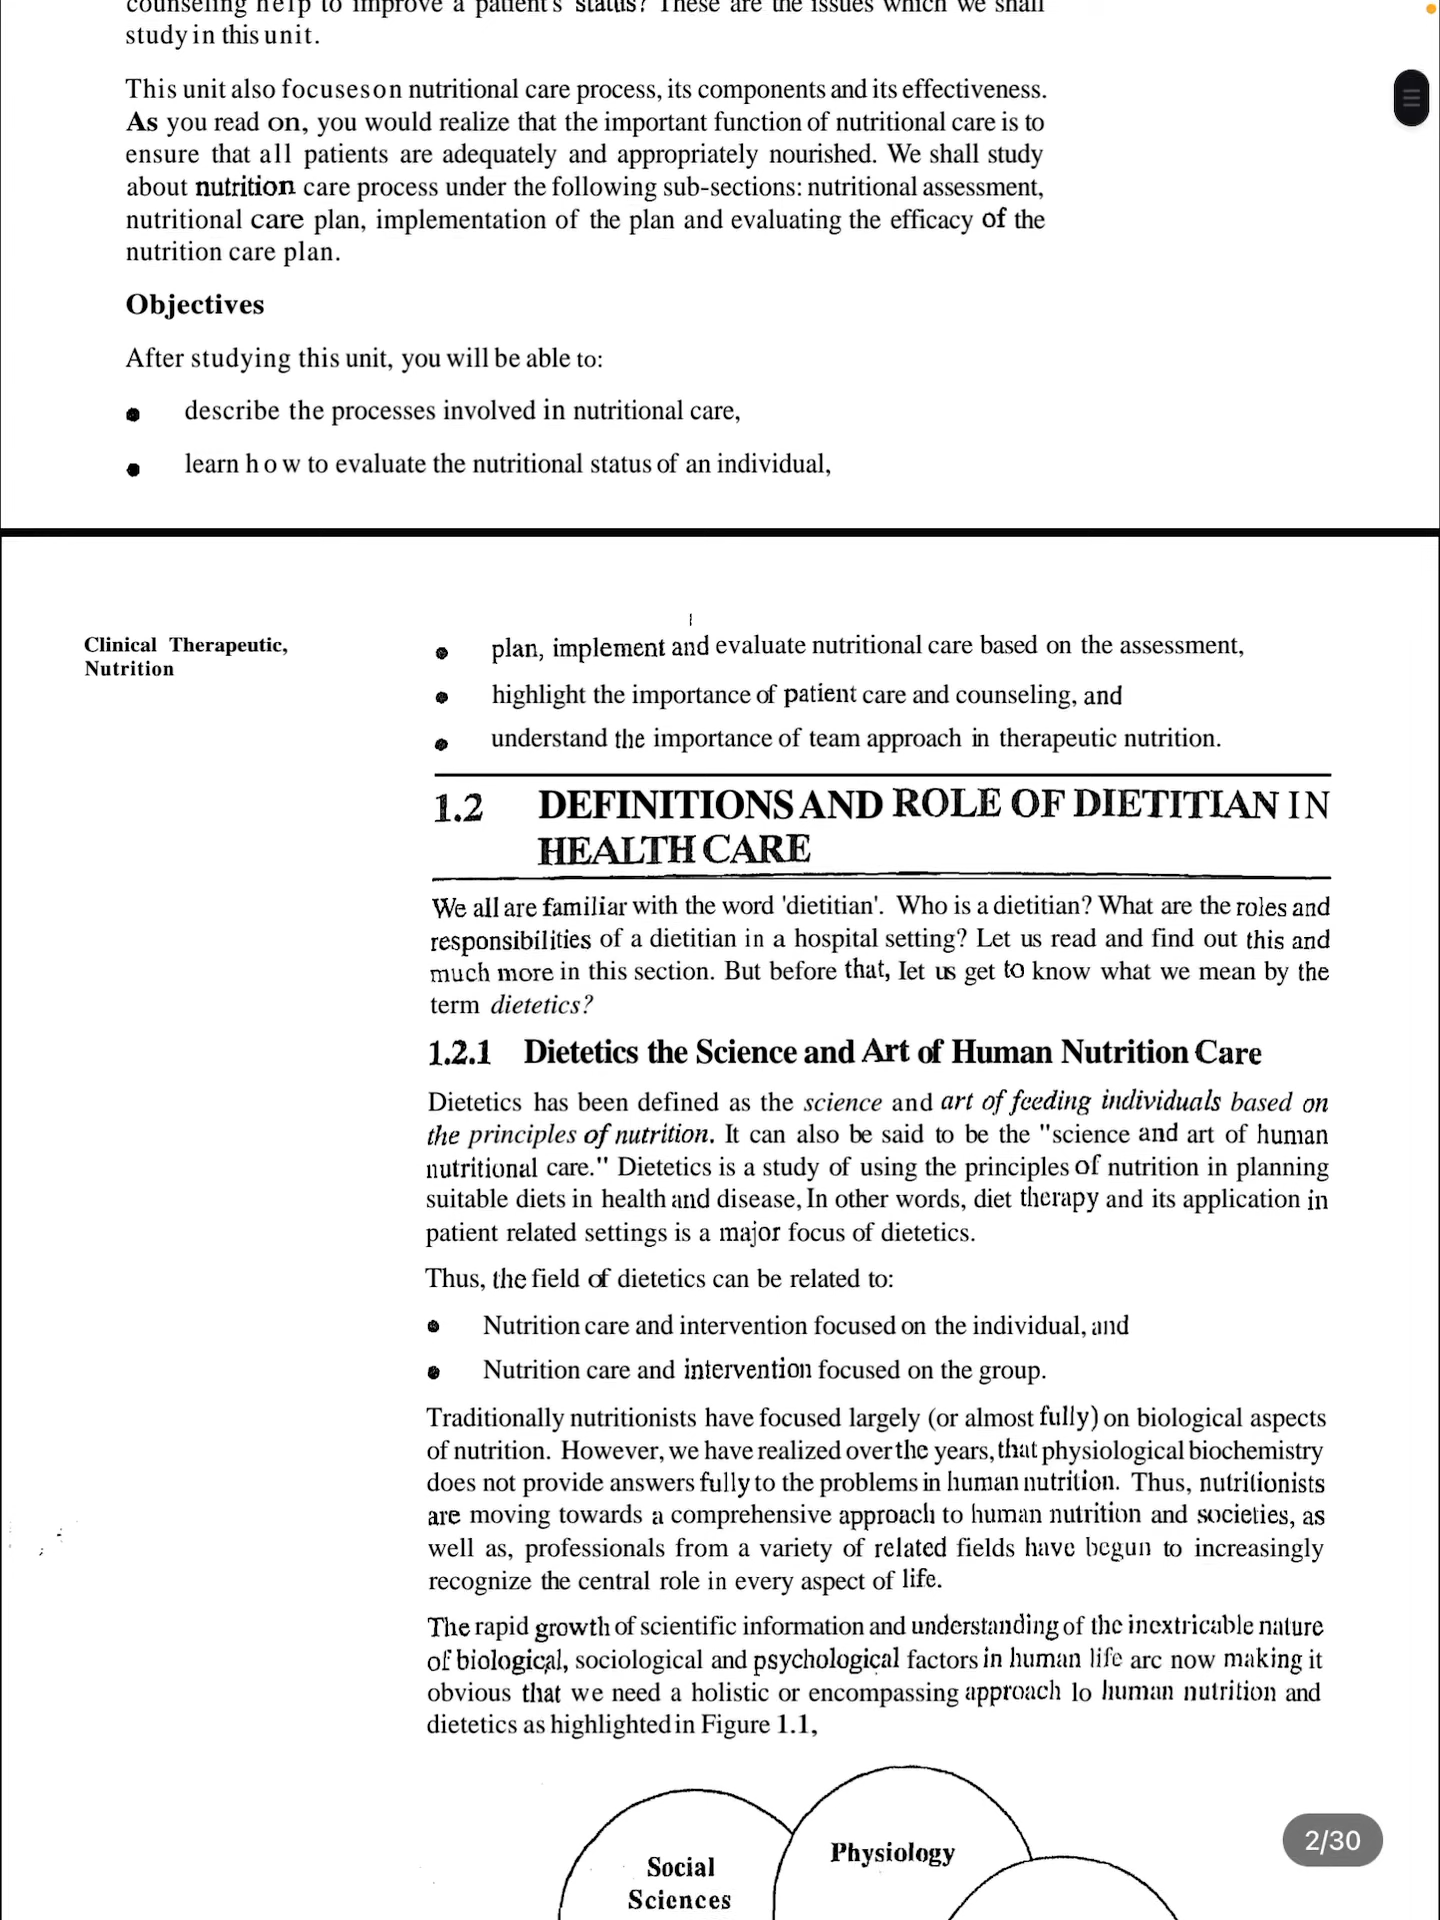 counseling help to improve a patient's status? These are the issues which we shall
study in this unit.
This unit also focuses on nutritional care process, its components and its effectiveness.
As you read on, you would realize that the important function of nutritional care is to
ensure that all patients are adequately and appropriately nourished. We shall study
about nutrition care process under the following sub-sections: nutritional assessment,
nutritional care plan, implementation of the plan and evaluating the efficacy of the
nutrition care plan.
Objectives
After studying this unit, you will be able to:
• describe the processes involved in nutritional care,
• learn how to evaluate the nutritional status of an individual,
Clinical Therapeutic,
Nutrition
• plan, implement and evaluate nutritional care based on the assessment,
• highlight the importance of patient care and counseling, and
• understand the importance of team approach in therapeutic nutrition.
1.2 DEFINITIONS AND ROLE OF DIETITIAN IN
HEALTH CARE
We all are familiar with the word 'dietitian'. Who is a dietitian? What are the roles and
responsibilities of a dietitian in a hospital setting? Let us read and find out this and
much more in this section. But before that, let us get to know what we mean by the
term dietetics?
1.2.1 Dietetics the Science and Art of Human Nutrition Care
Dietetics has been defined as the science and art of feeding individuals based on
the principles of nutrition. It can also be said to be the "science and art of human
nutritional care." Dietetics is a study of using the principles of nutrition in planning
suitable diets in health and disease, In other words, diet therapy and its application in
patient related settings is a major focus of dietetics.
Thus, the field of dietetics can be related to:
• Nutrition care and intervention focused on the individual, and
• Nutrition care and intervention focused on the group.
Traditionally nutritionists have focused largely (or almost fully) on biological aspects
of nutrition. However, we have realized over the years, that physiological biochemistry
does not provide answers fully to the problems in human nutrition. Thus, nutritionists
are moving towards a comprehensive approach to human nutrition and societies, as
well as, professionals from a variety of related fields have begun to increasingly
recognize the central role in every aspect of life.
The rapid growth of scientific information and understanding of the inextricable nature
of biological, sociological and psychological factors in human life are now making it
obvious that we need a holistic or encompassing approach to human nutrition and
dietetics as highlighted in Figure 1.1,
Physiology
Social
Sciences
2/30